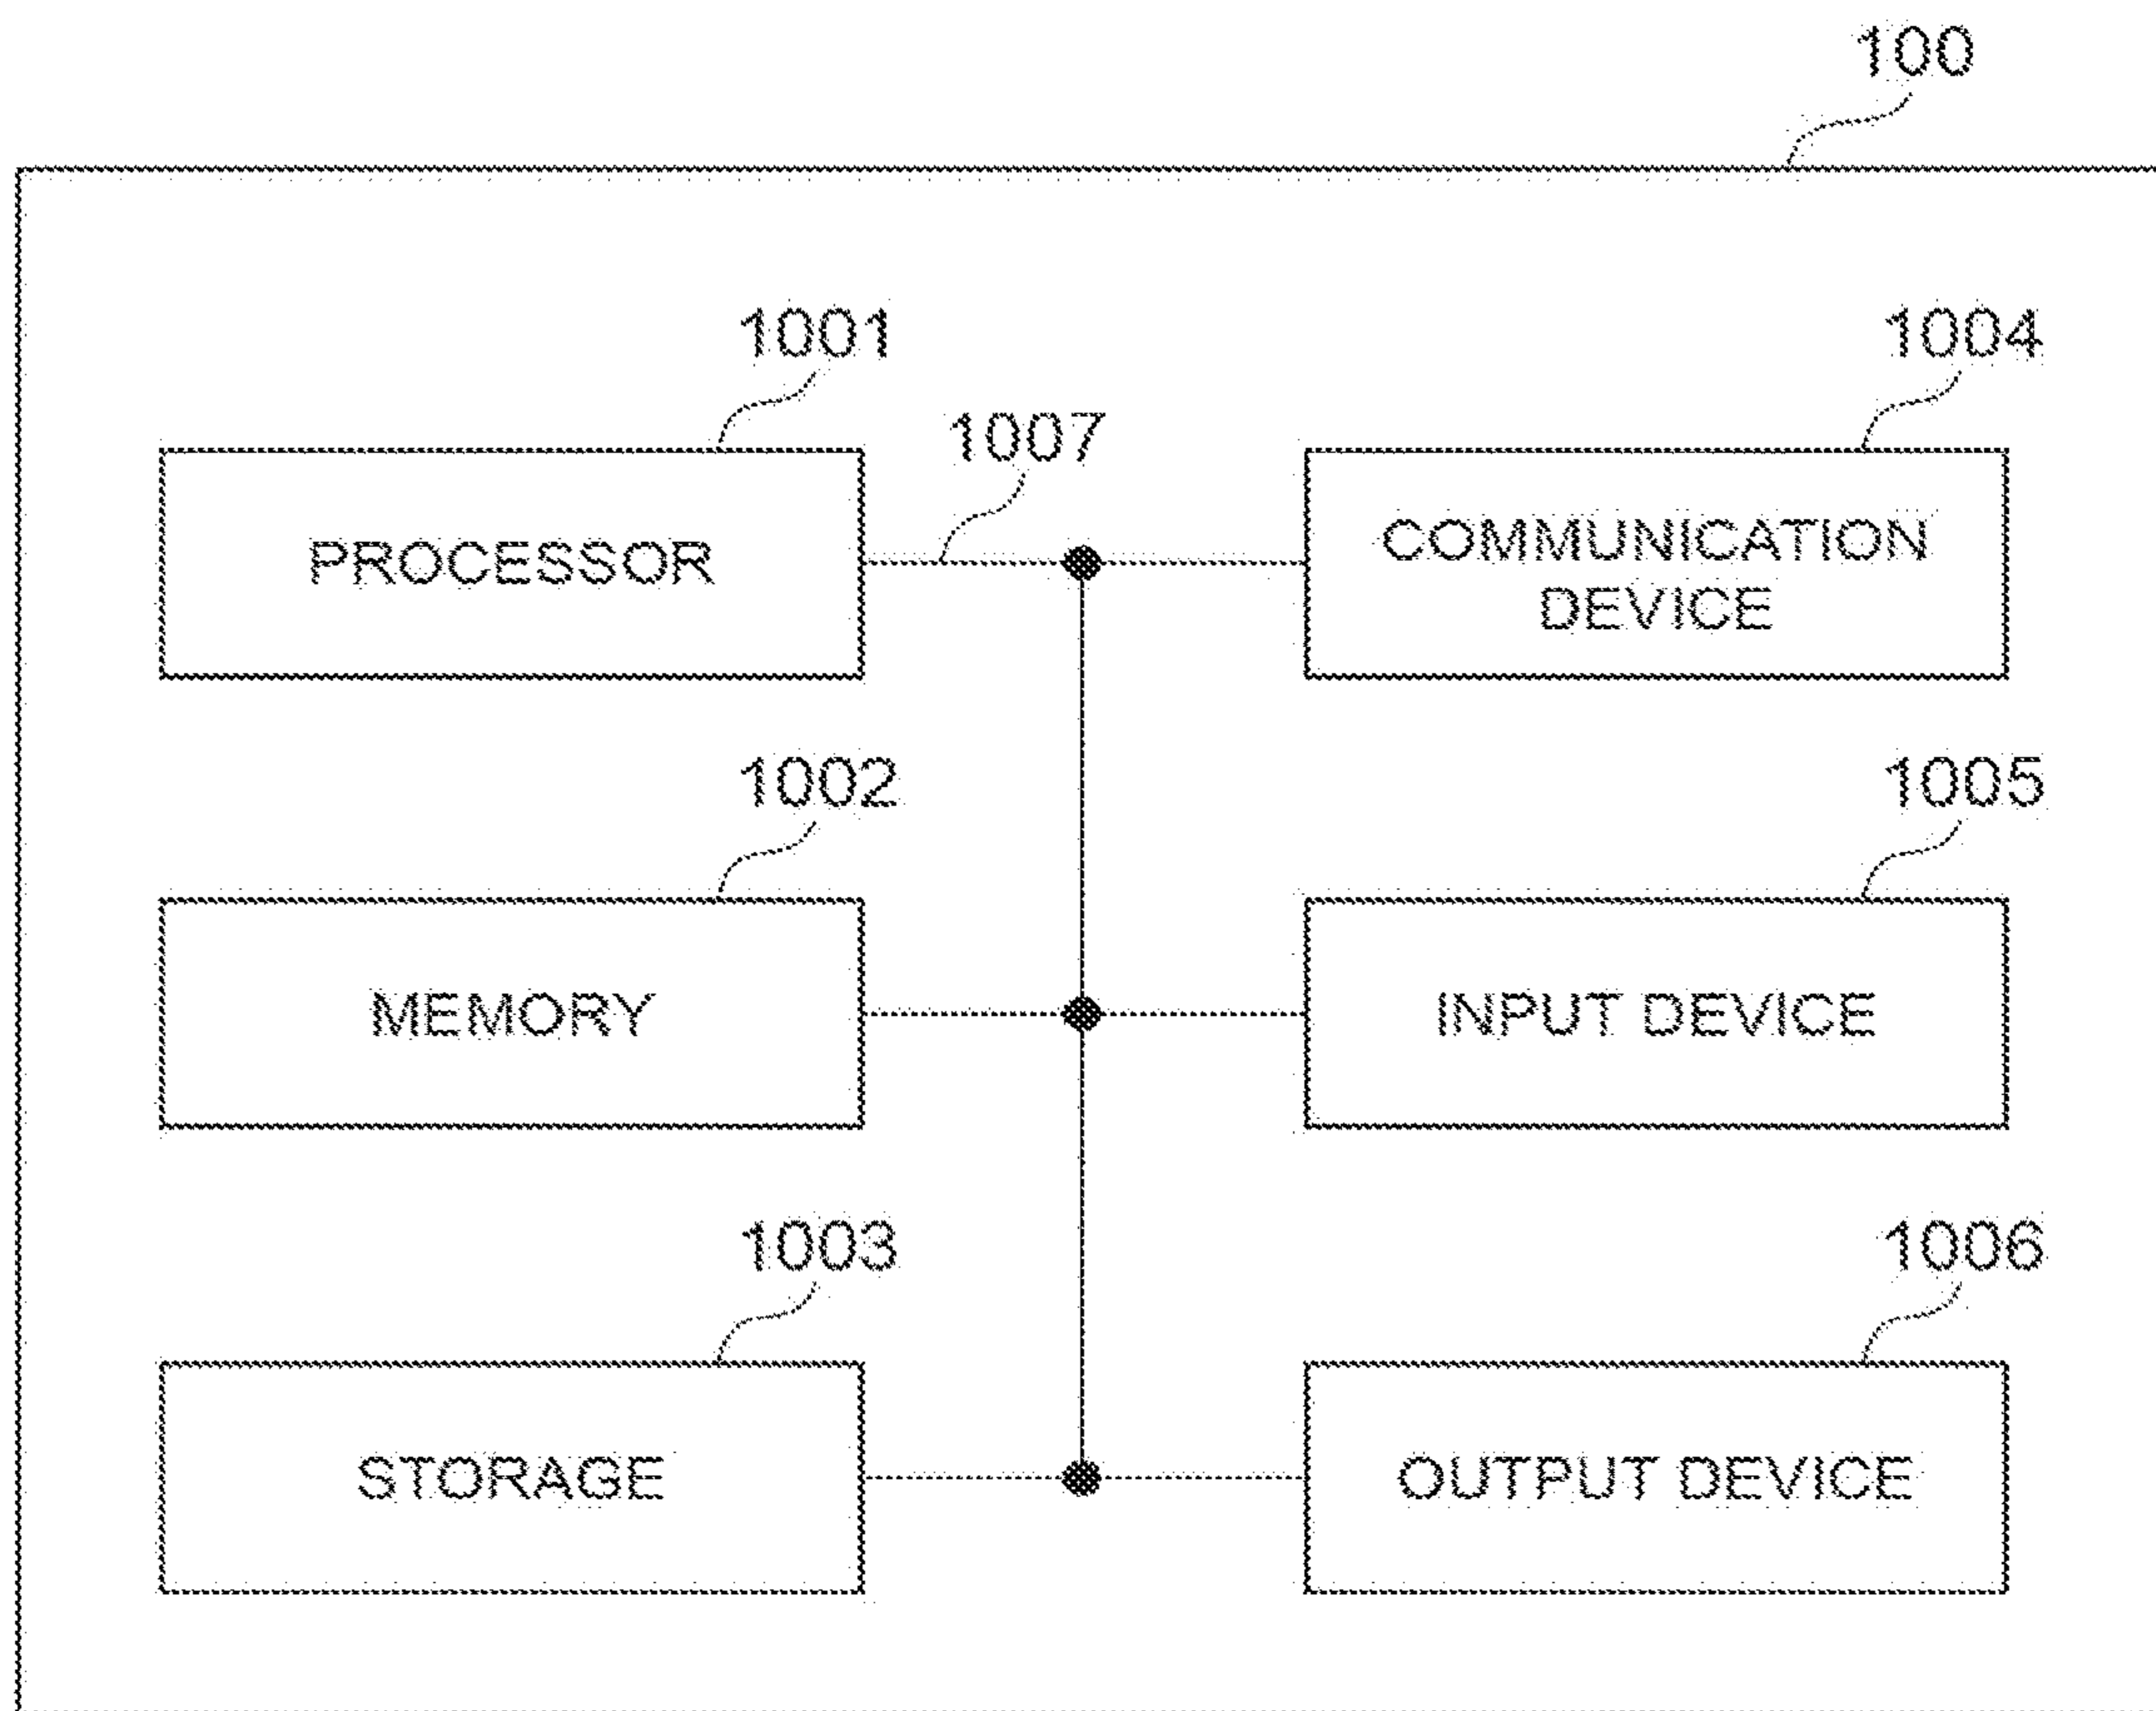 100
1001
1004
1007
PROCESSOR
COMMUNICATION
DEVICE
1002
1005
MEMORY
INPUT DEVICE
1003
1006
STORAGE
OUTPUT DEVICE